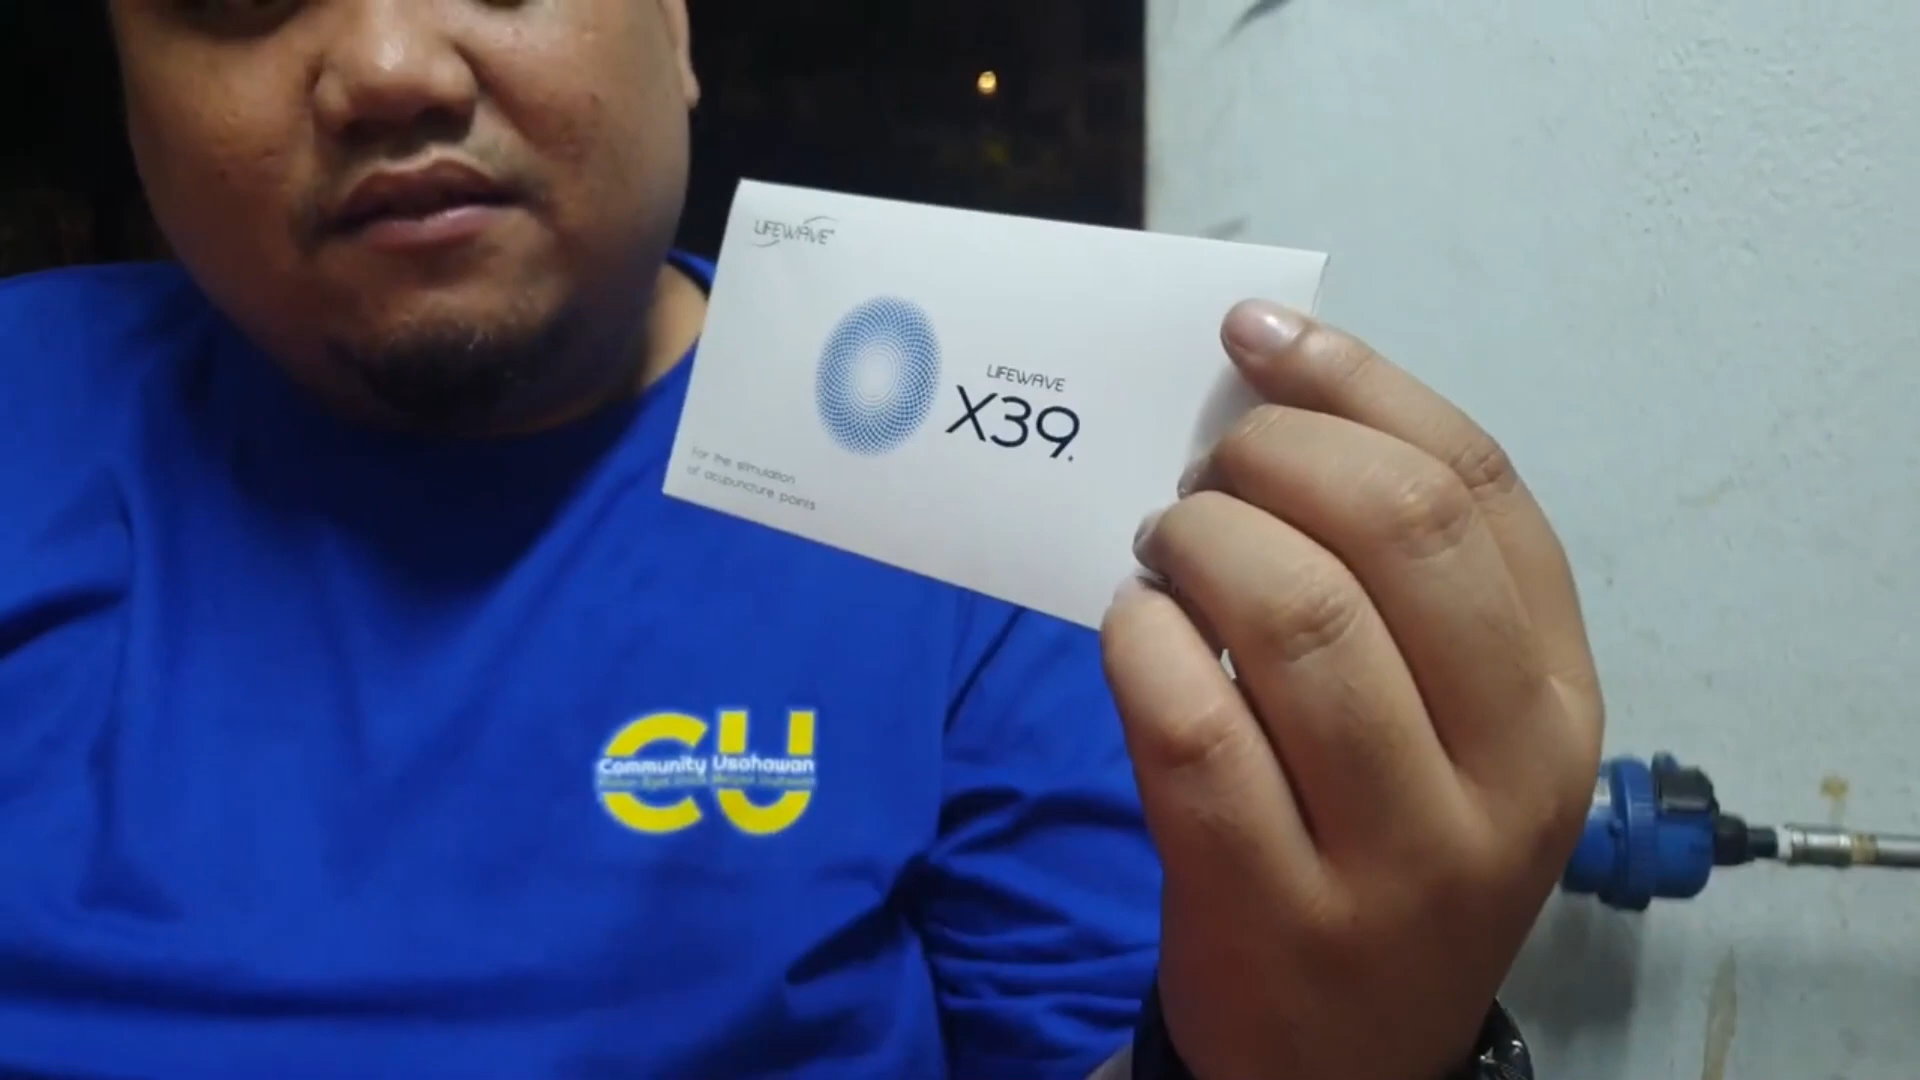 LIFEWAVE
LIFEWAVE
X39
For the stimulation
of acupuncture points
CU
Community Usahawan